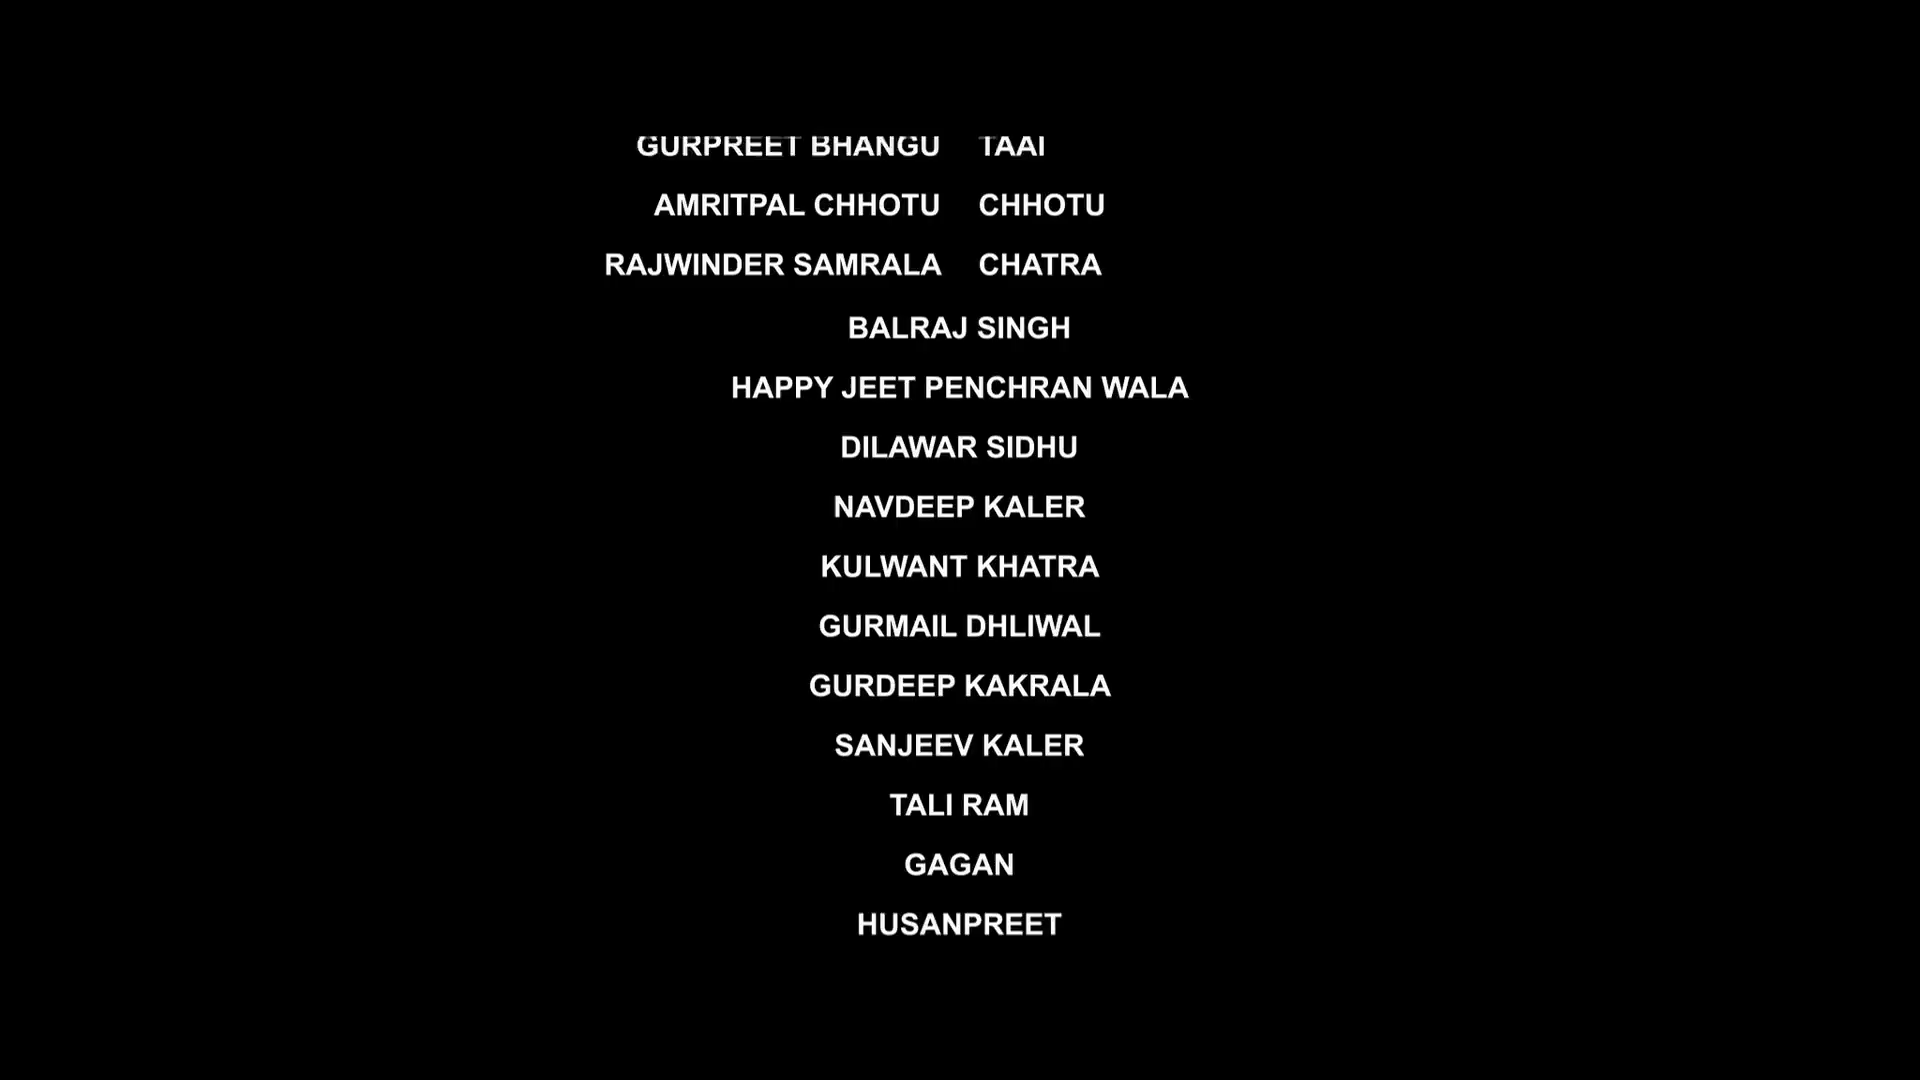 GURPREET BHANGU TAAI
AMRITPAL CHHOTU CHHOTU
RAJWINDER SAMRALA CHATRA
BALRAJ SINGH
HAPPY JEET PENCHRAN WALA
DILAWAR SIDHU
NAVDEEP KALER
KULWANT KHATRA
GURMAIL DHLIWAL
GURDEEP KAKRALA
SANJEEV KALER
TALI RAM
GAGAN
HUSANPREET